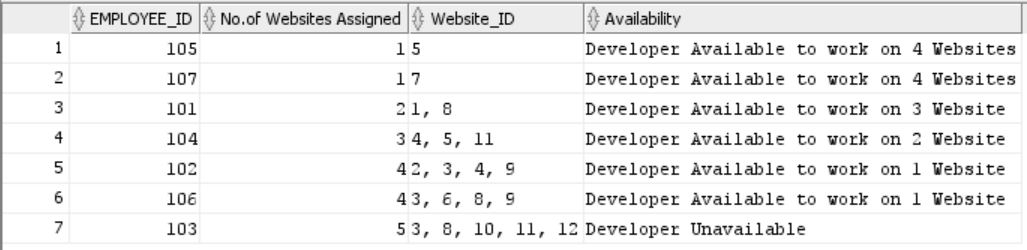 EMPLOYEE_ID No.of Websites Assigned Website_ID Availability
1 105 1 5 Developer Available to work on 4 Websites
2 107 1 7 Developer Available to work on 4 Websites
3 101 2 1, 8 Developer Available to work on 3 Website
4 104 3 4, 5, 11 Developer Available to work on 2 Website
5 102 4 2, 3, 4, 9 Developer Available to work on 1 Website
6 106 4 3, 6, 8, 9 Developer Available to work on 1 Website
7 103 5 3, 8, 10, 11, 12 Developer Unavailable